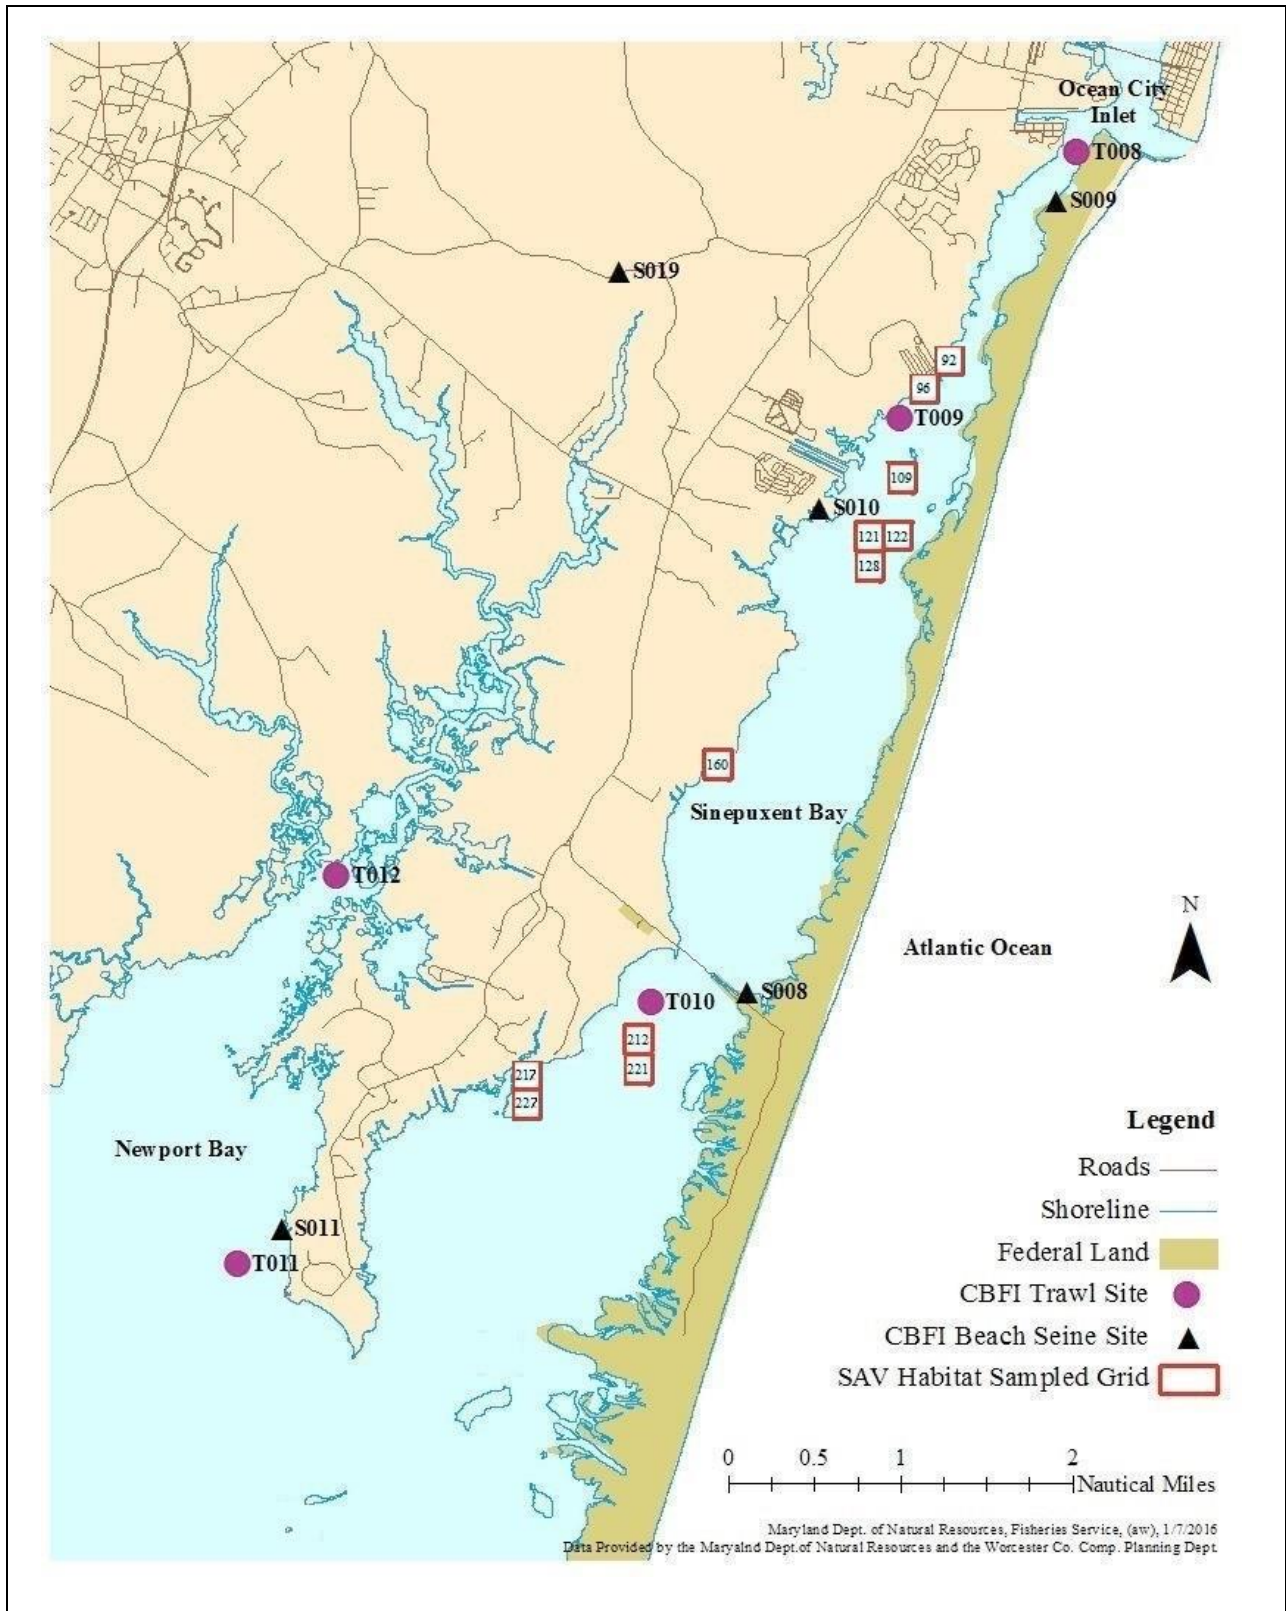 Ocean City
Inlet
T008
S009
S019
92
96
T009
109
S010
121
122
128
160
Sinepuxent Bay
T012
Atlantic Ocean
N
S008
T010
212
221
217
227
Newport Bay
S011
T011
Legend
Roads
Shoreline
Federal Land
CBFI Trawl Site
CBFI Beach Seine Site
SAV Habitat Sampled Grid
0 0.5 1 2
Nautical Miles
Maryland Dept. of Natural Resources, Fisheries Service, (aw), 1/7/2016
Data Provided by the Maryalnd Dept.of Natural Resources and the Worcester Co. Comp. Planning Dept.